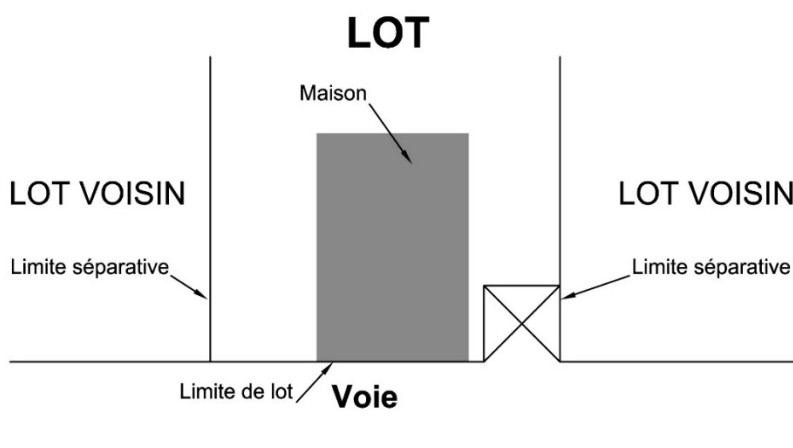 LOT
Maison
LOT VOISIN
LOT VOISIN
Limite séparative
Limite séparative
Limite de lot
Voie